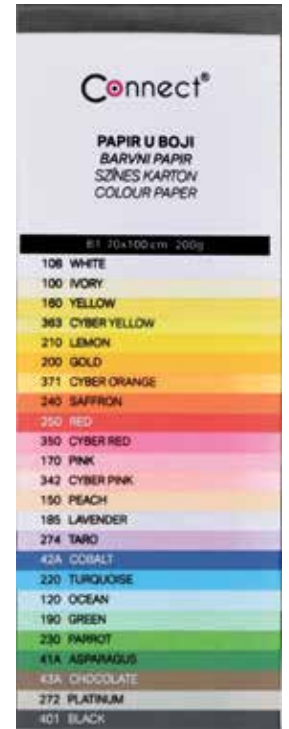 Connect®
PAPIR U BOJI
BARVNI PAPIR
SZÍNES KARTON
COLOUR PAPER
B1 70x100cm 200g
108 WHITE
100 IVORY
160 YELLOW
363 CYBER YELLOW
210 LEMON
200 GOLD
371 CYBER ORANGE
240 SAFFRON
250 RED
350 CYBER RED
170 PINK
342 CYBER PINK
150 PEACH
185 LAVENDER
274 TARO
42A COBALT
220 TURQUOISE
120 OCEAN
190 GREEN
230 PARROT
41A ASPARAGUS
43A CHOCOLATE
272 PLATINUM
401 BLACK